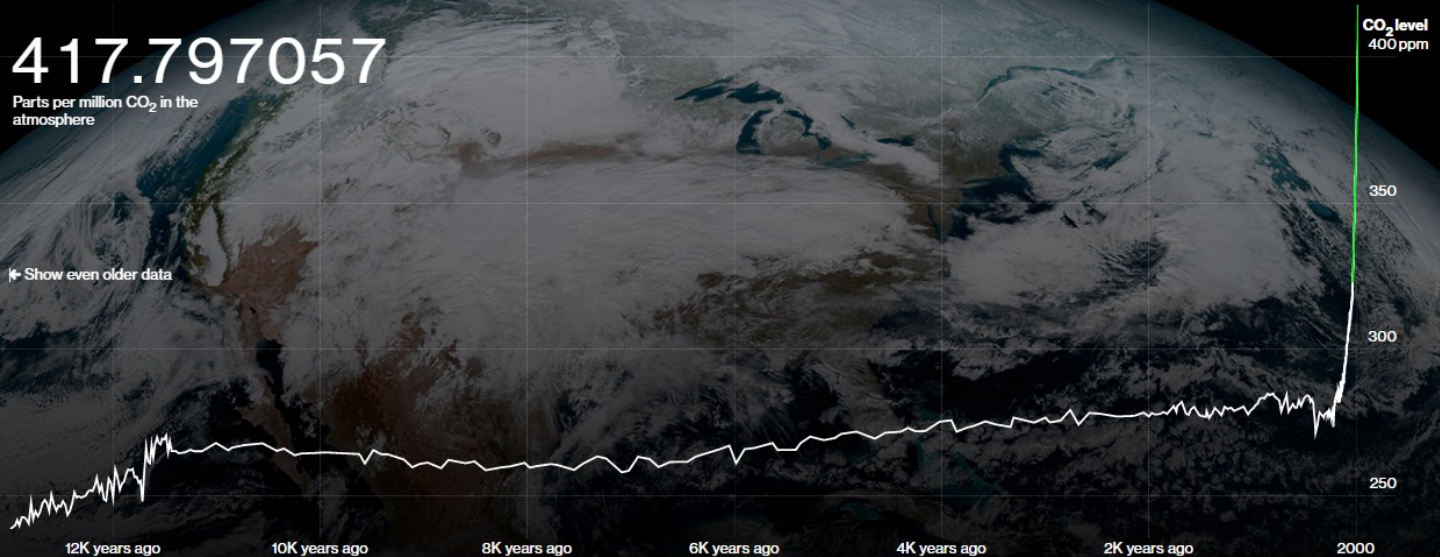 417.797057
Parts per million CO2 in the
atmosphere
CO2 level
400 ppm
350
Show even older data
300
250
12K years ago
10K years ago
8K years ago
6K years ago
4K years ago
2K years ago
2000